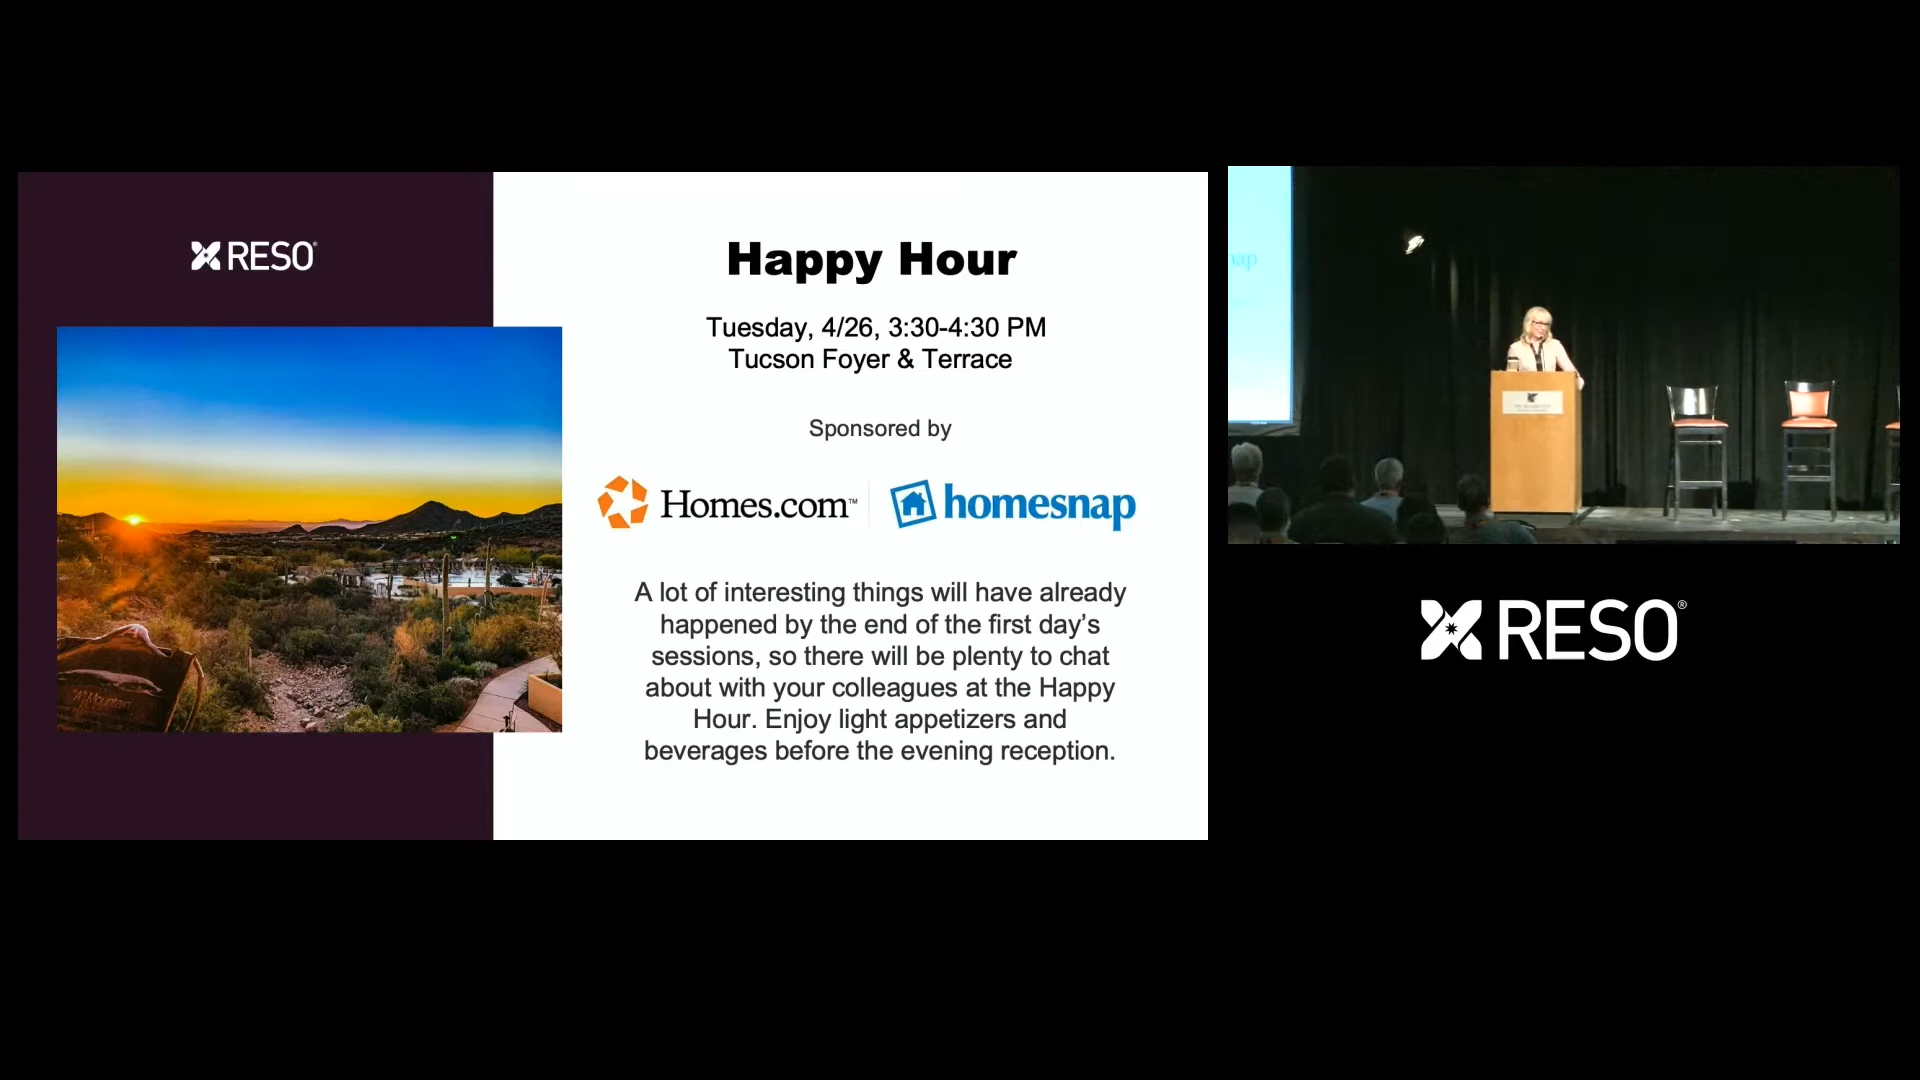 RESO
Happy Hour
Tuesday, 4/26, 3:30-4:30 PM
Tucson Foyer & Terrace
Sponsored by
Homes.com™
homesnap
A lot of interesting things will have already
happened by the end of the first day’s
sessions, so there will be plenty to chat
about with your colleagues at the Happy
Hour. Enjoy light appetizers and
beverages before the evening reception.
"A" Mountain
RESO®